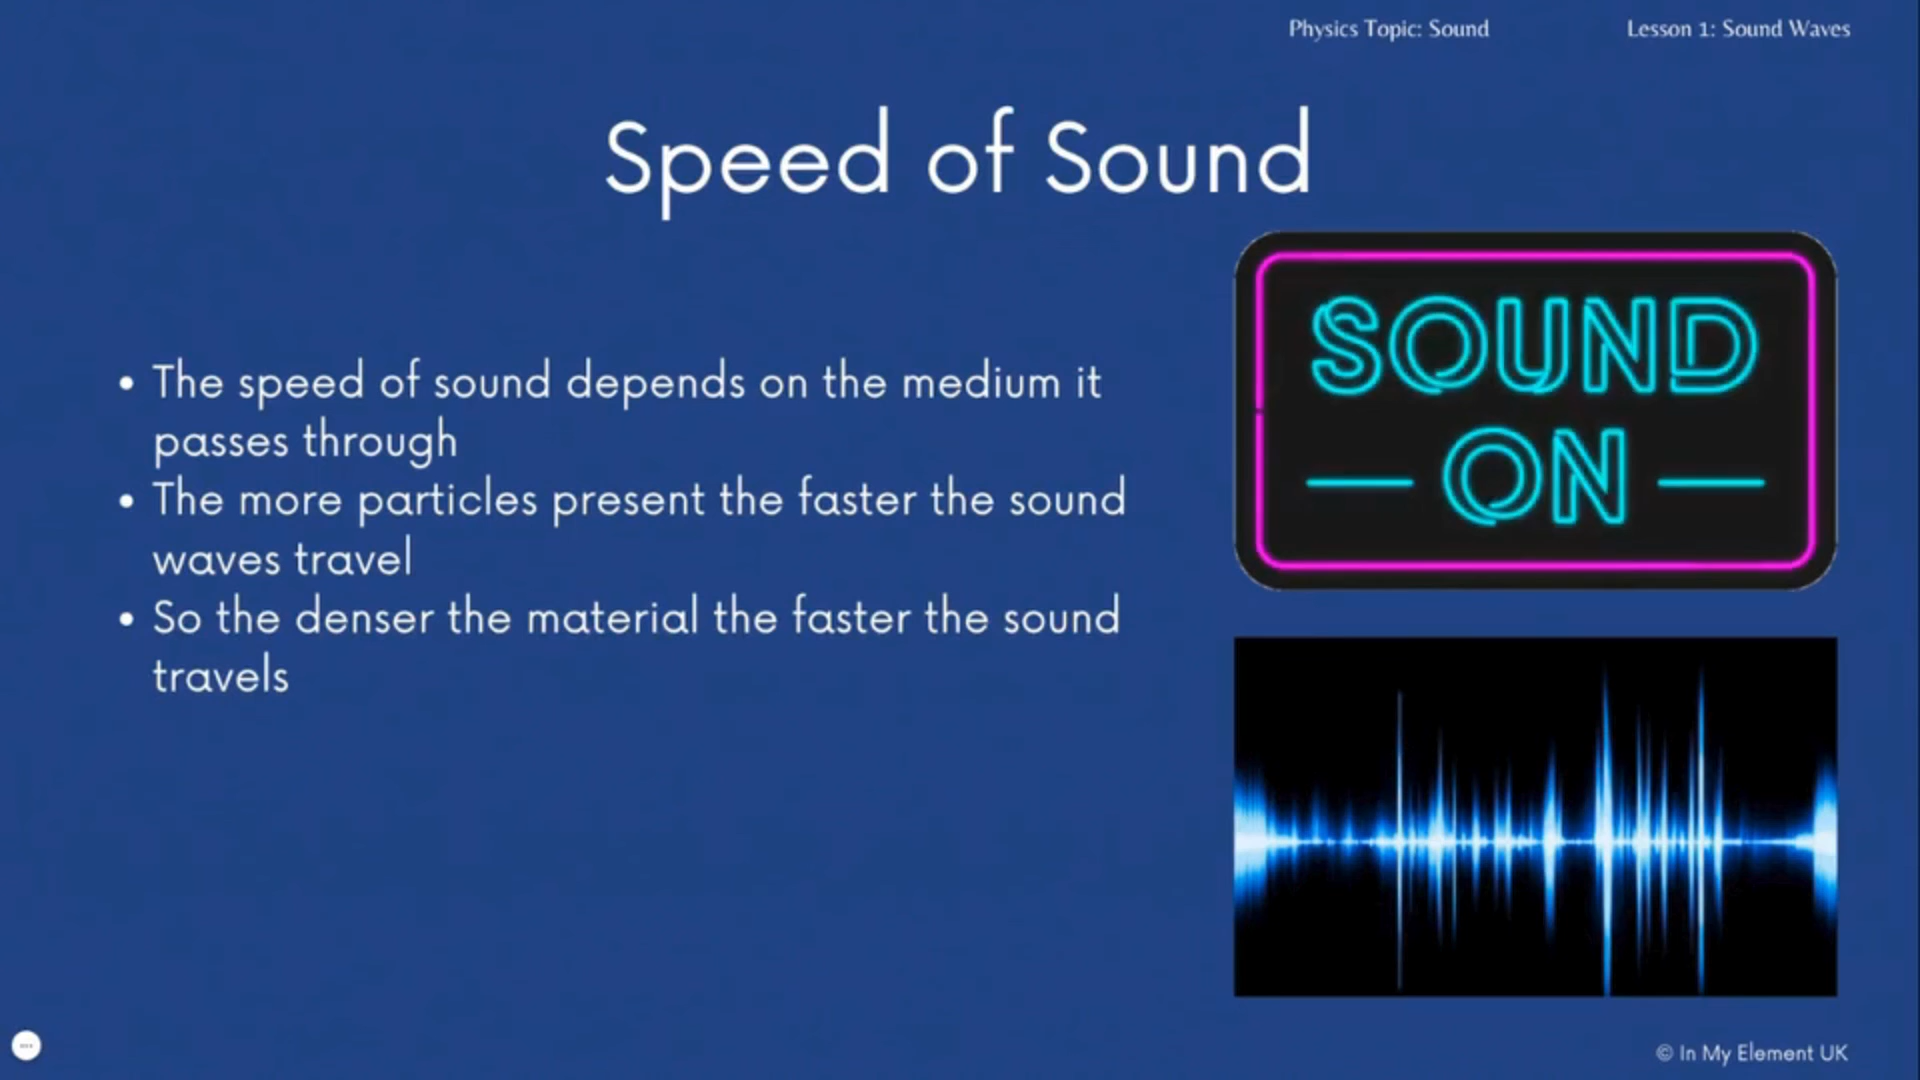 Physics Topic: Sound
Lesson 1: Sound Waves
Speed of Sound
• The speed of sound depends on the medium it
passes through
• The more particles present the faster the sound
waves travel
• So the denser the material the faster the sound
travels
SOUND
ON
© In My Element UK